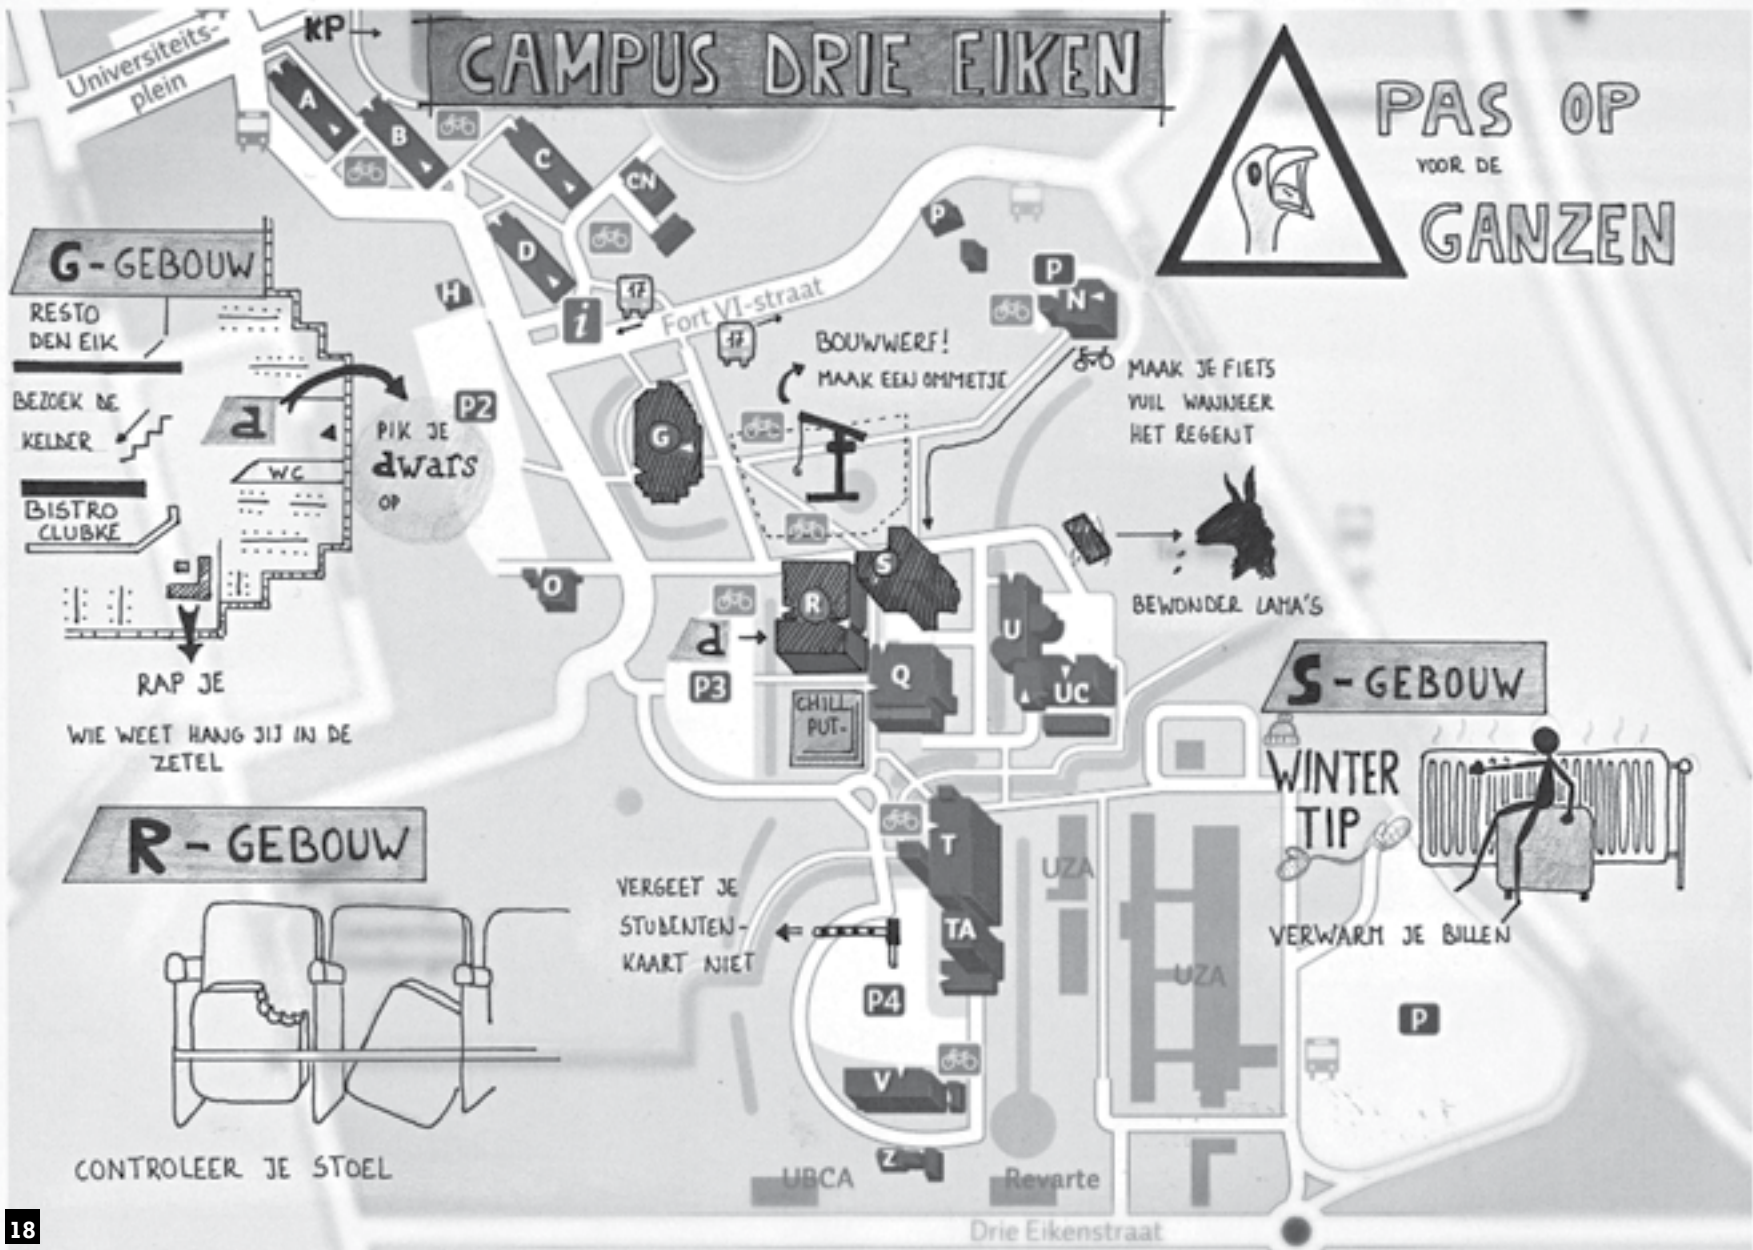 KP
CAMPUS DRIE EIKEN
Universiteits-
plein
A
B
C
CN
D
H
i
17
Fort VI-straat
17
P
P
N
PAS OP
VOOR DE
GANZEN
G-GEBOUW
RESTO
DEN EIK
BEZOEK DE
KELDER
d
WC
BISTRO
CLUBKE
PIK JE
dwars
OP
P2
RAP JE
WIE WEET HANG JIJ IN DE
ZETEL
G
BOUWWERF!
MAAK EEN OMMETJE
MAAK JE FIETS
VUIL WANNEER
HET REGENT
BEWONDER LAMA'S
O
R
S
d
P3
Q
U
UC
CHILL
PUT-
S-GEBOUW
WINTER
TIP
VERWARM JE BILLEN
R-GEBOUW
CONTROLEER JE STOEL
VERGEET JE
STUDENTEN-
KAART NIET
T
TA
UZA
UZA
P4
P
V
Z
UBCA
Revarte
Drie Eikenstraat
18